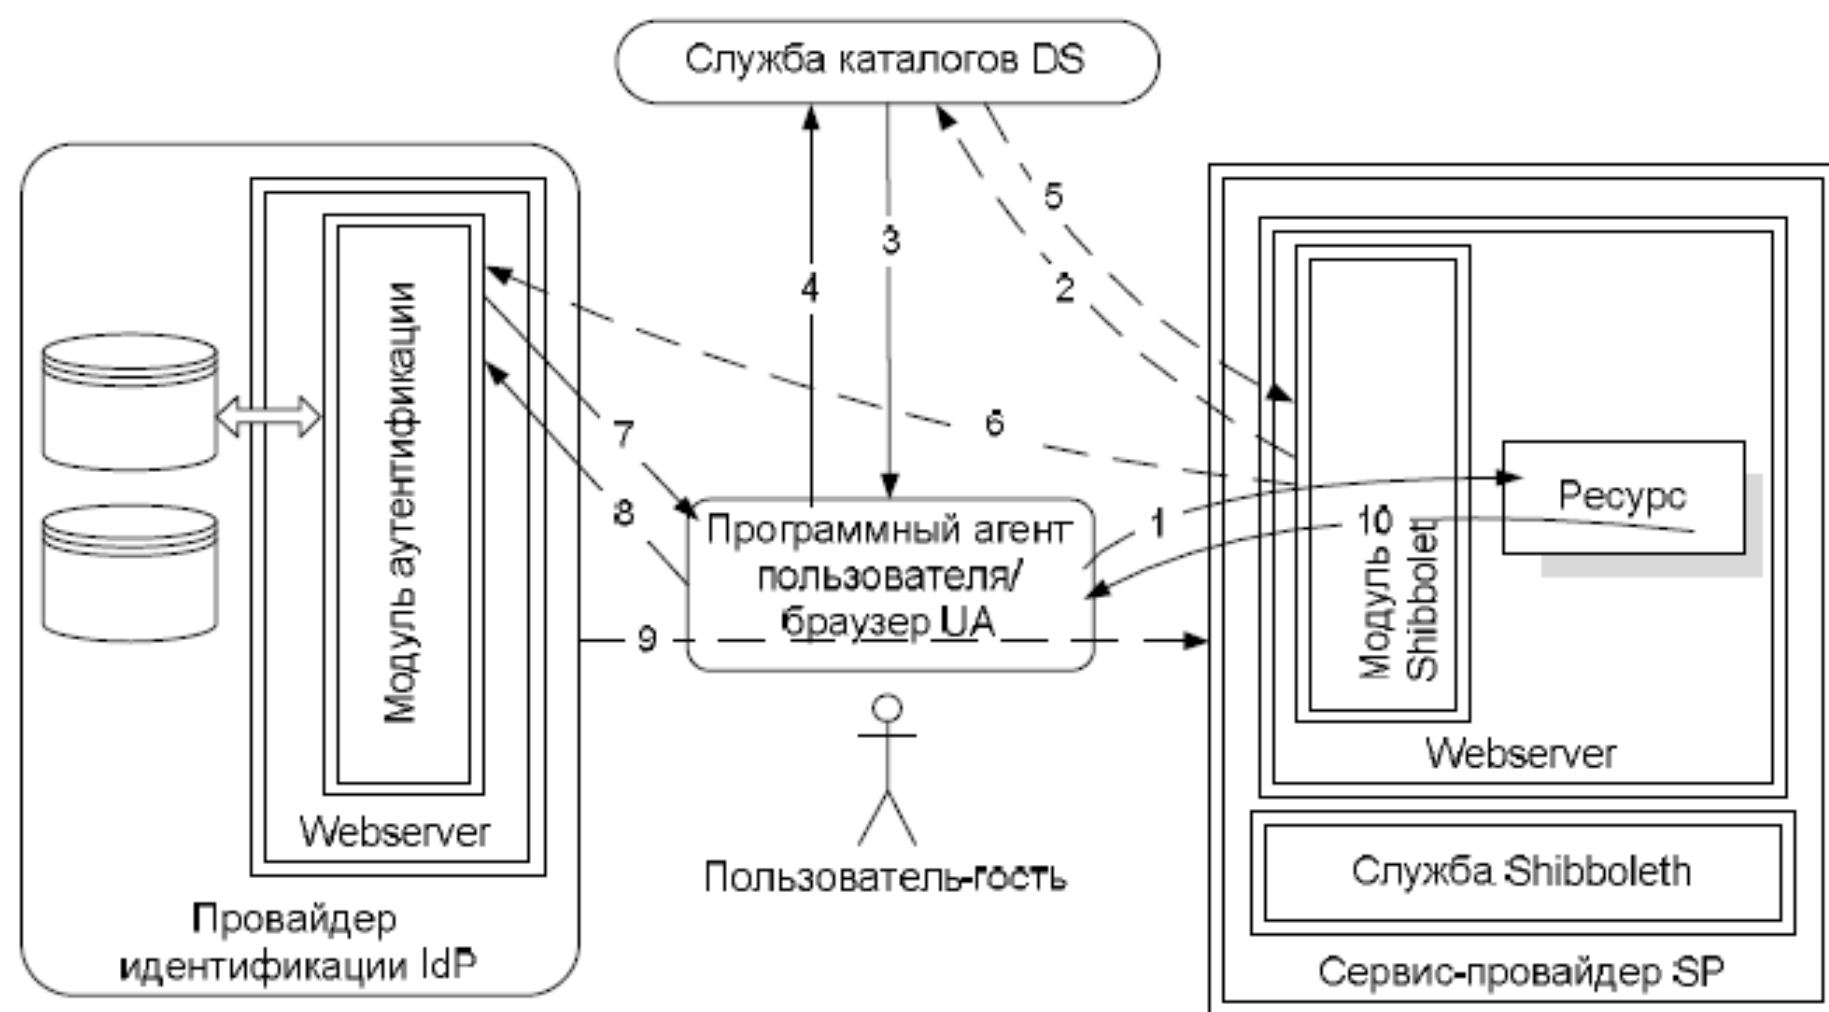 Служба каталогов DS
5
3
4
2
6
7
8
1
10
9
Модуль аутентификации
Webserver
Провайдер
идентификации IdP
Программный агент
пользователя/
браузер UA
Пользователь-гость
Модуль
Shibbolet
Ресурс
Webserver
Служба Shibboleth
Сервис-провайдер SP